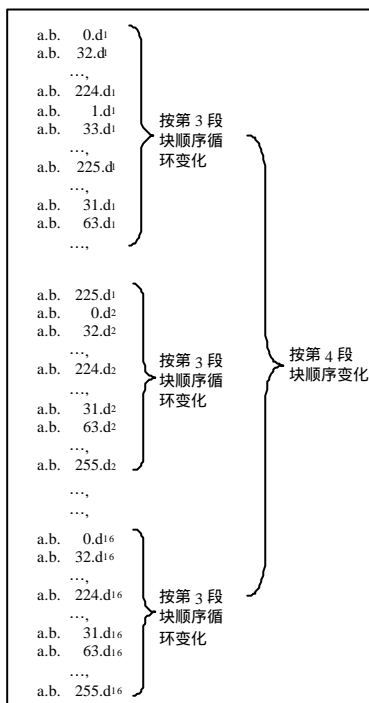 a.b. 0.d1
a.b. 32.d1
…,
a.b. 224.d1
a.b. 1.d1
a.b. 33.d1
…,
a.b. 225.d1
…,
a.b. 31.d1
a.b. 63.d1
…,
按第 3 段
块顺序循
环变化
a.b. 225.d1
a.b. 0.d2
a.b. 32.d2
…,
a.b. 224.d2
…,
a.b. 31.d2
a.b. 63.d2
…,
a.b. 255.d2
按第 3 段
块顺序循
环变化
…,
…,
a.b. 0.d16
a.b. 32.d16
…,
a.b. 224.d16
…,
a.b. 31.d16
a.b. 63.d16
…,
a.b. 255.d16
按第 3 段
块顺序循
环变化
按第 4 段
块顺序变化